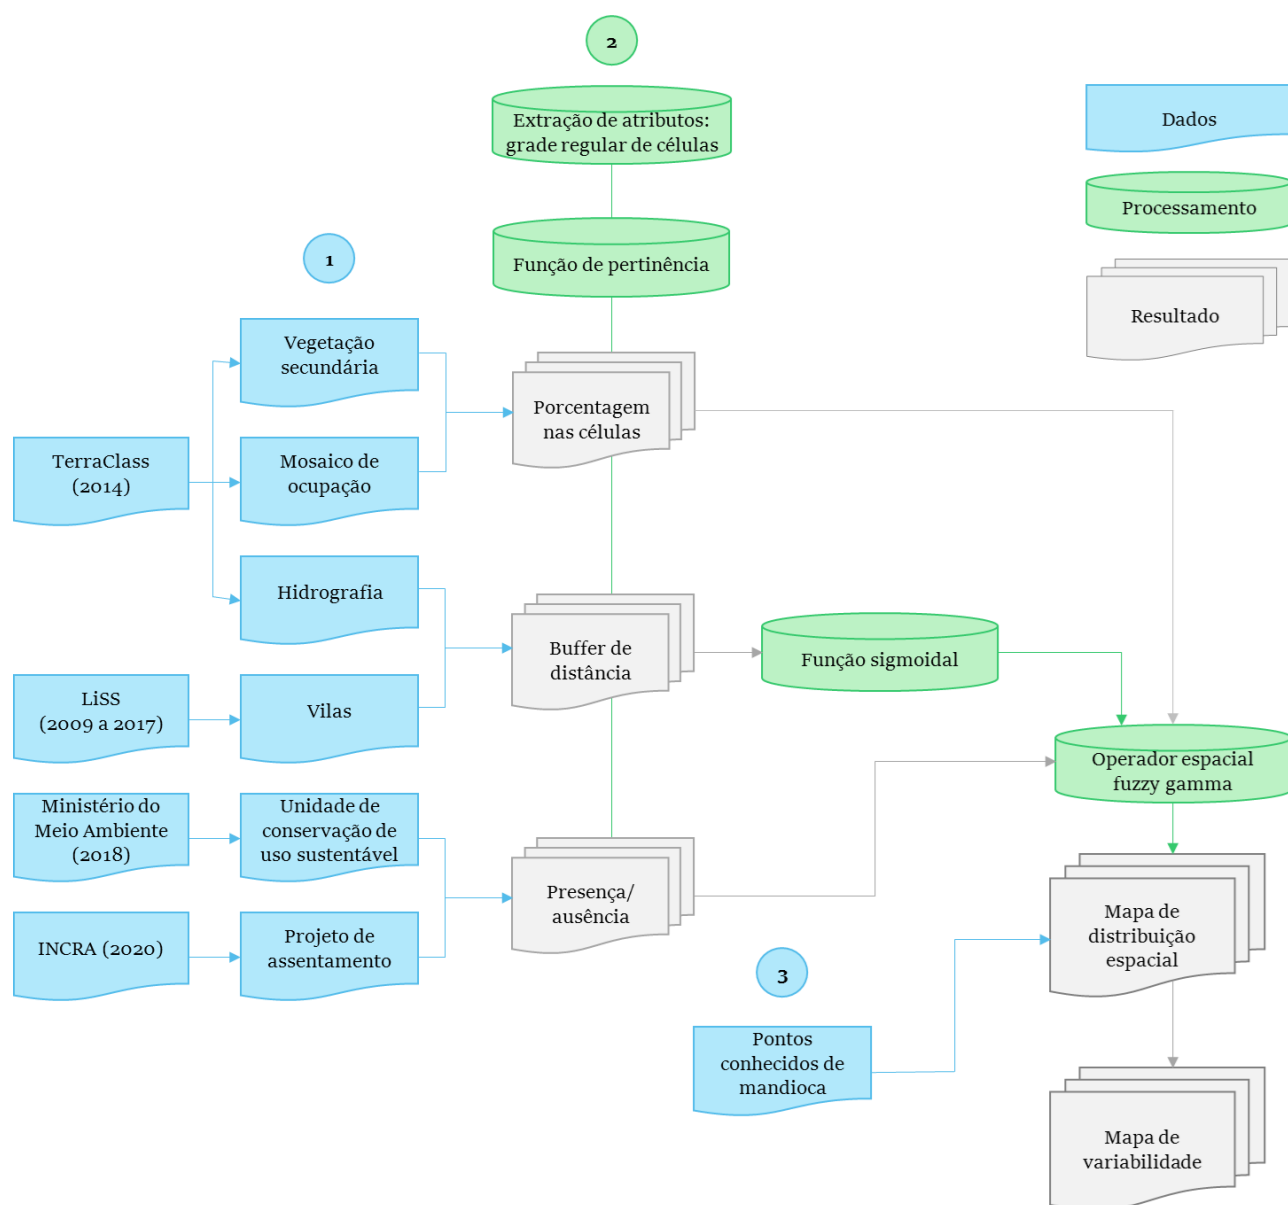 2
Extração de atributos:
grade regular de células
Dados
Processamento
Função de pertinência
1
Resultado
Vegetação
secundária
Porcentagem
nas células
TerraClass
(2014)
Mosaico de
ocupação
Hidrografia
Buffer de
distância
Função sigmoidal
LiSS
(2009 a 2017)
Vilas
Operador espacial
fuzzy gamma
Ministério do
Meio Ambiente
(2018)
Unidade de
conservação de
uso sustentável
Presença/
ausência
INCRA (2020)
Projeto de
assentamento
Mapa de
distribuição
espacial
3
Pontos
conhecidos de
mandioca
Mapa de
variabilidade